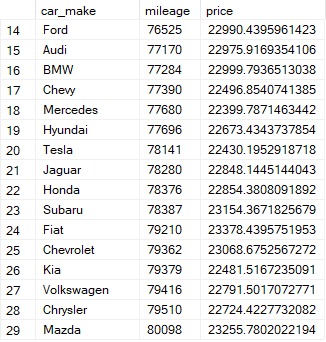 car_make mileage price
14 Ford 76525 22990.4395961423
15 Audi 77170 22975.9169354106
16 BMW 77284 22999.7936513038
17 Chevy 77390 22496.8540741385
18 Mercedes 77680 22399.7871463442
19 Hyundai 77696 22673.4343737854
20 Tesla 78141 22430.1952918718
21 Jaguar 78280 22848.1445144043
22 Honda 78376 22854.3808091892
23 Subaru 78387 23154.3671825679
24 Fiat 79210 23378.4395751953
25 Chevrolet 79362 23068.6752567272
26 Kia 79379 22481.5167235091
27 Volkswagen 79416 22791.5017072771
28 Chrysler 79510 22724.4227732082
29 Mazda 80098 23255.7802022194